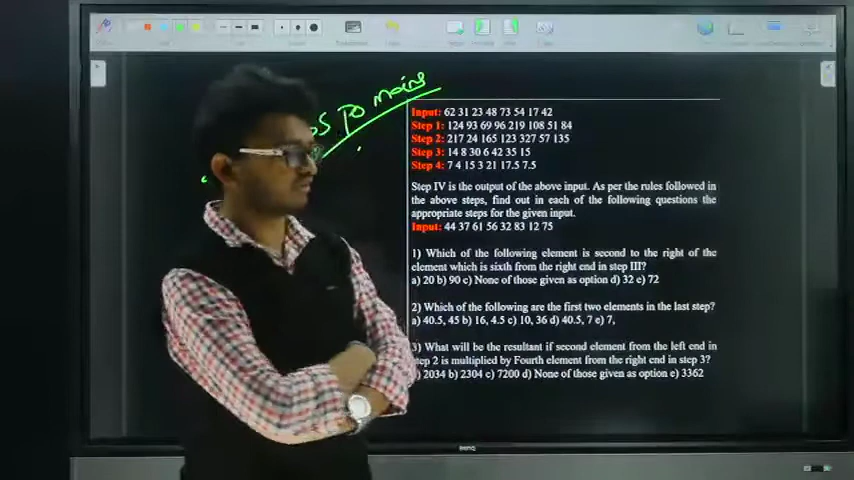 PO mains
Input: 62 31 23 48 73 54 17 42
Step 1: 124 93 69 96 219 108 51 84
Step 2: 217 24 165 123 327 57 135
Step 3: 14 8 30 6 42 35 15
Step 4: 7 4 15 3 21 17.5 7.5
Step IV is the output of the above input. As per the rules followed in
the above steps, find out in each of the following questions the
appropriate steps for the given input.
Input: 44 37 61 56 32 83 12 75
1) Which of the following element is second to the right of the
element which is sixth from the right end in step III?
a) 20 b) 90 c) None of those given as option d) 32 e) 72
2) Which of the following are the first two elements in the last step?
a) 40.5, 45 b) 16, 4.5 c) 10, 36 d) 40.5, 7 e) 7,
3) What will be the resultant if second element from the left end in
step 2 is multiplied by Fourth element from the right end in step 3?
) 2034 b) 2304 c) 7200 d) None of those given as option e) 3362
BENQ